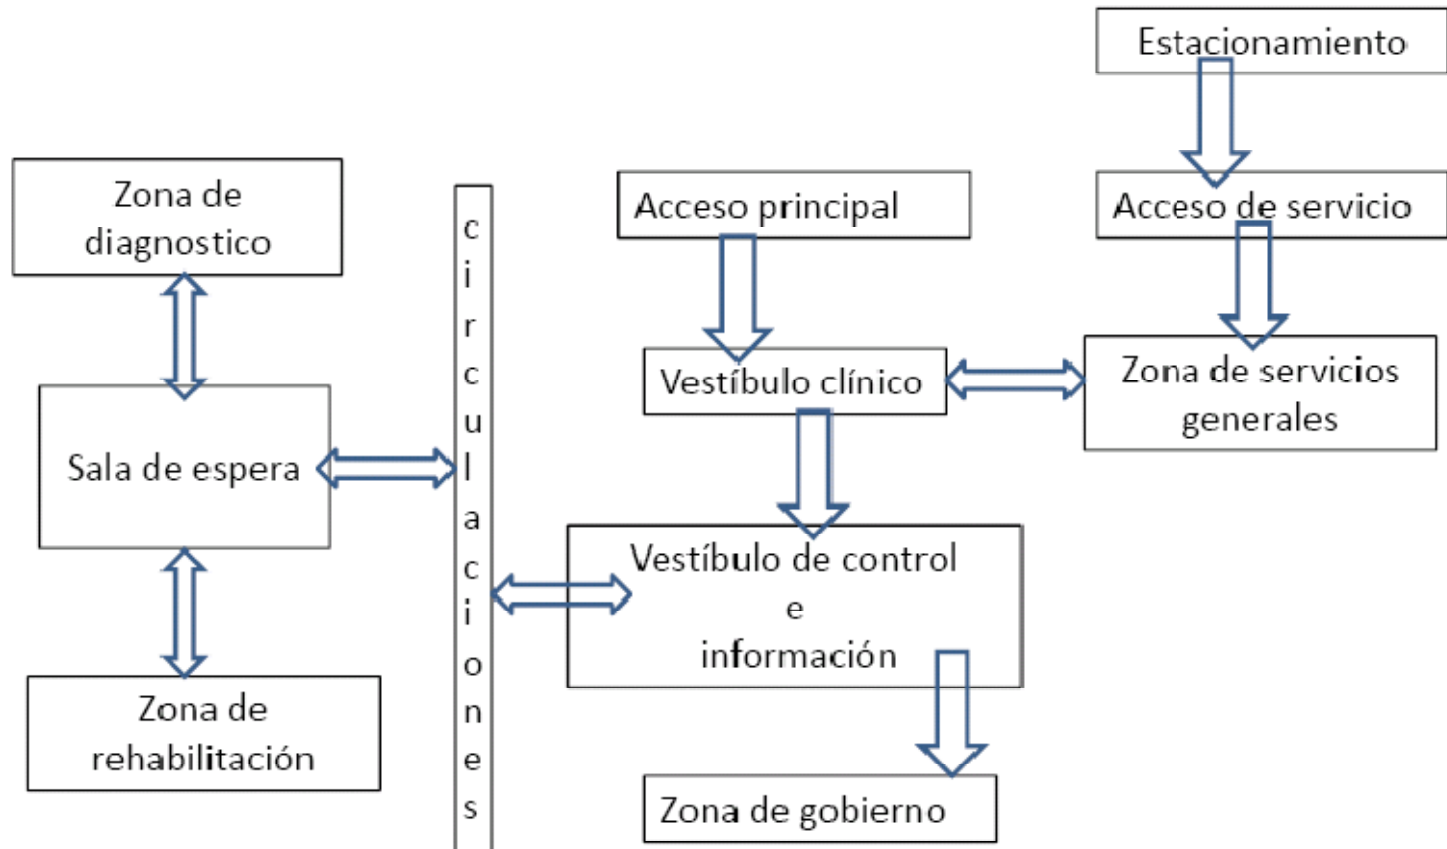 Estacionamiento
Zona de
diagnostico
circulaciones
Acceso principal
Acceso de servicio
Vestíbulo clínico
Zona de servicios
generales
Sala de espera
Vestíbulo de control
e
información
Zona de
rehabilitación
Zona de gobierno